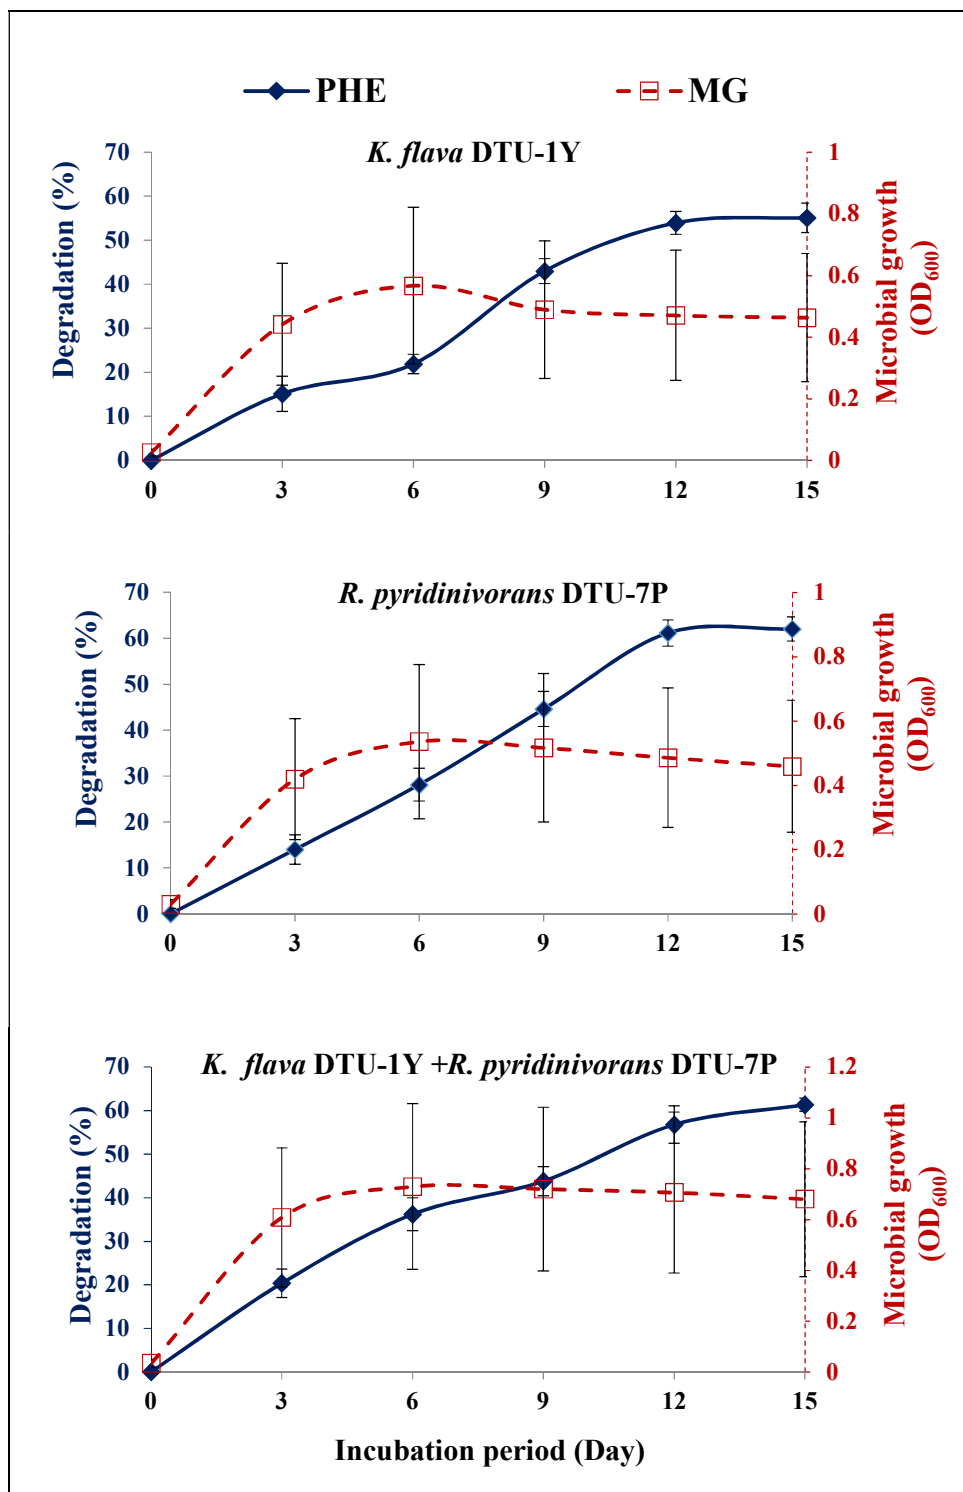 PHE MG
K. flava DTU-1Y
Degradation (%)
70
60
50
40
30
20
10
0
0 3 6 9 12 15
1
0.8
0.6
0.4
0.2
0
Microbial growth
(OD600)
R. pyridinivorans DTU-7P
Degradation (%)
70
60
50
40
30
20
10
0
0 3 6 9 12 15
1
0.8
0.6
0.4
0.2
0
Microbial growth
(OD600)
K. flava DTU-1Y +R. pyridinivorans DTU-7P
Degradation (%)
70
60
50
40
30
20
10
0
0 3 6 9 12 15
1.2
1
0.8
0.6
0.4
0.2
0
Microbial growth
(OD600)
Incubation period (Day)